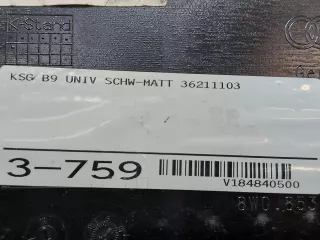 K-Stand
KSG B9 UNIV SCHW-MATT 36211103
3-759
V184840500
8W0.853